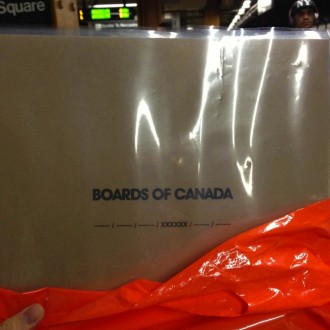 Square
BOARDS OF CANADA
------ / ------ / ------ / XXXXXX / ------ / ------